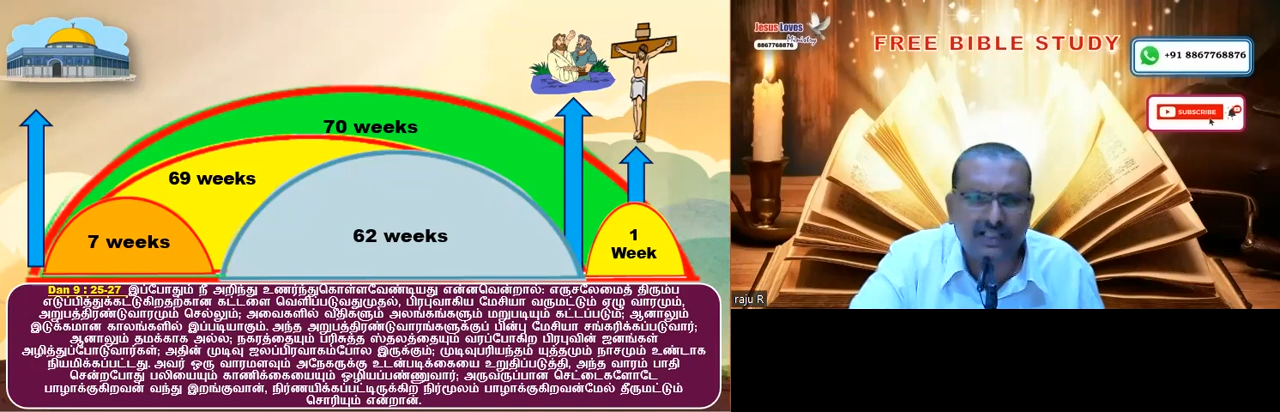 70 weeks
69 weeks
7 weeks
62 weeks
1
Week
Dan 9 : 25-27 இப்போதும் நீ அறிந்து உணர்ந்துகொள்ளவேண்டியது என்னவென்றால்: எருசலேமைத் திரும்ப
எடுப்பித்துக்கட்டுகிறதற்கான கட்டளை வெளிப்படுவதுமுதல், பிரபுவாகிய மேசியா வருமட்டும் ஏழு வாரமும்,
அறுபத்திரண்டுவாரமும் செல்லும்; அவைகளில் வீதிகளும் அலங்கங்களும் மறுபடியும் கட்டப்படும்; ஆனாலும்
இடுக்கமான காலங்களில் இப்படியாகும். அந்த அறுபத்திரண்டுவாரங்களுக்குப் பின்பு மேசியா சங்கரிக்கப்படுவார்;
ஆனாலும் தமக்காக அல்ல; நகரத்தையும் பரிசுத்த ஸ்தலத்தையும் வரப்போகிற பிரபுவின் ஜனங்கள்
அழித்துப்போடுவார்கள்; அதின் முடிவு ஜலப்பிரவாகம்போல இருக்கும்; முடிவுபரியந்தம் யுத்தமும் நாசமும் உண்டாக
நியமிக்கப்பட்டது. அவர் ஒரு வாரமளவும் அநேகருக்கு உடன்படிக்கையை உறுதிப்படுத்தி, அந்த வாரம் பாதி
சென்றபோது பலியையும் காணிக்கையையும் ஒழியப்பண்ணுவார்; அருவருப்பான செட்டைகளோடே
பாழாக்குகிறவன் வந்து இறங்குவான், நிர்ணயிக்கப்பட்டிருக்கிற நிர்மூலம் பாழாக்குகிறவன்மேல் தீருமட்டும்
சொரியும் என்றான்.
Jesus Loves
Ministry
8867768876
FREE BIBLE STUDY
+91 8867768876
SUBSCRIBE
raju R